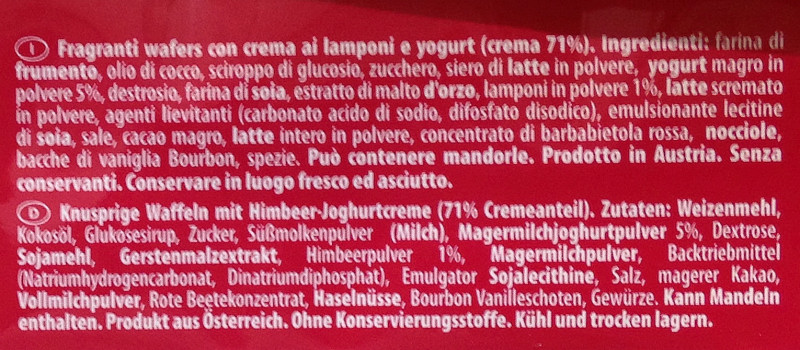 I Fragranti wafers con crema ai lamponi e yogurt (crema 71%). Ingredienti: farina di
frumento, olio di cocco, sciroppo di glucosio, zucchero, siero di latte in polvere, yogurt magro in
polvere 5%, destrosio, farina di soia, estratto di malto d'orzo, lamponi in polvere 1%, latte scremato
in polvere, agenti lievitanti (carbonato acido di sodio, difosfato disodico), emulsionante lecitine
di soia, sale, cacao magro, latte intero in polvere, concentrato di barbabietola rossa, nocciole,
bacche di vaniglia Bourbon, spezie. Può contenere mandorle. Prodotto in Austria. Senza
conservanti. Conservare in luogo fresco ed asciutto.
D Knusprige Waffeln mit Himbeer-Joghurtcreme (71% Cremeanteil). Zutaten: Weizenmehl,
Kokosöl, Glukosesirup, Zucker, Süßmolkenpulver (Milch), Magermilchjoghurtpulver 5%, Dextrose,
Sojamehl, Gerstenmalzextrakt, Himbeerpulver 1%, Magermilchpulver, Backtriebmittel
(Natriumhydrogencarbonat, Dinatriumdiphosphat), Emulgator Sojalecithine, Salz, magerer Kakao,
Vollmilchpulver, Rote Beetekonzentrat, Haselnüsse, Bourbon Vanilleschoten, Gewürze. Kann Mandeln
enthalten. Produkt aus Österreich. Ohne Konservierungsstoffe. Kühl und trocken lagern.